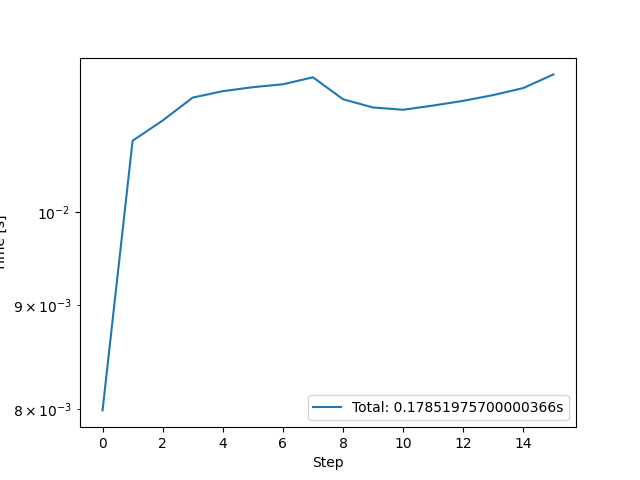 10^{-2}
9 × 10^{-3}
8 × 10^{-3}
[s]
Total: 0.17851975700000366s
0 2 4 6 8 10 12 14
Step